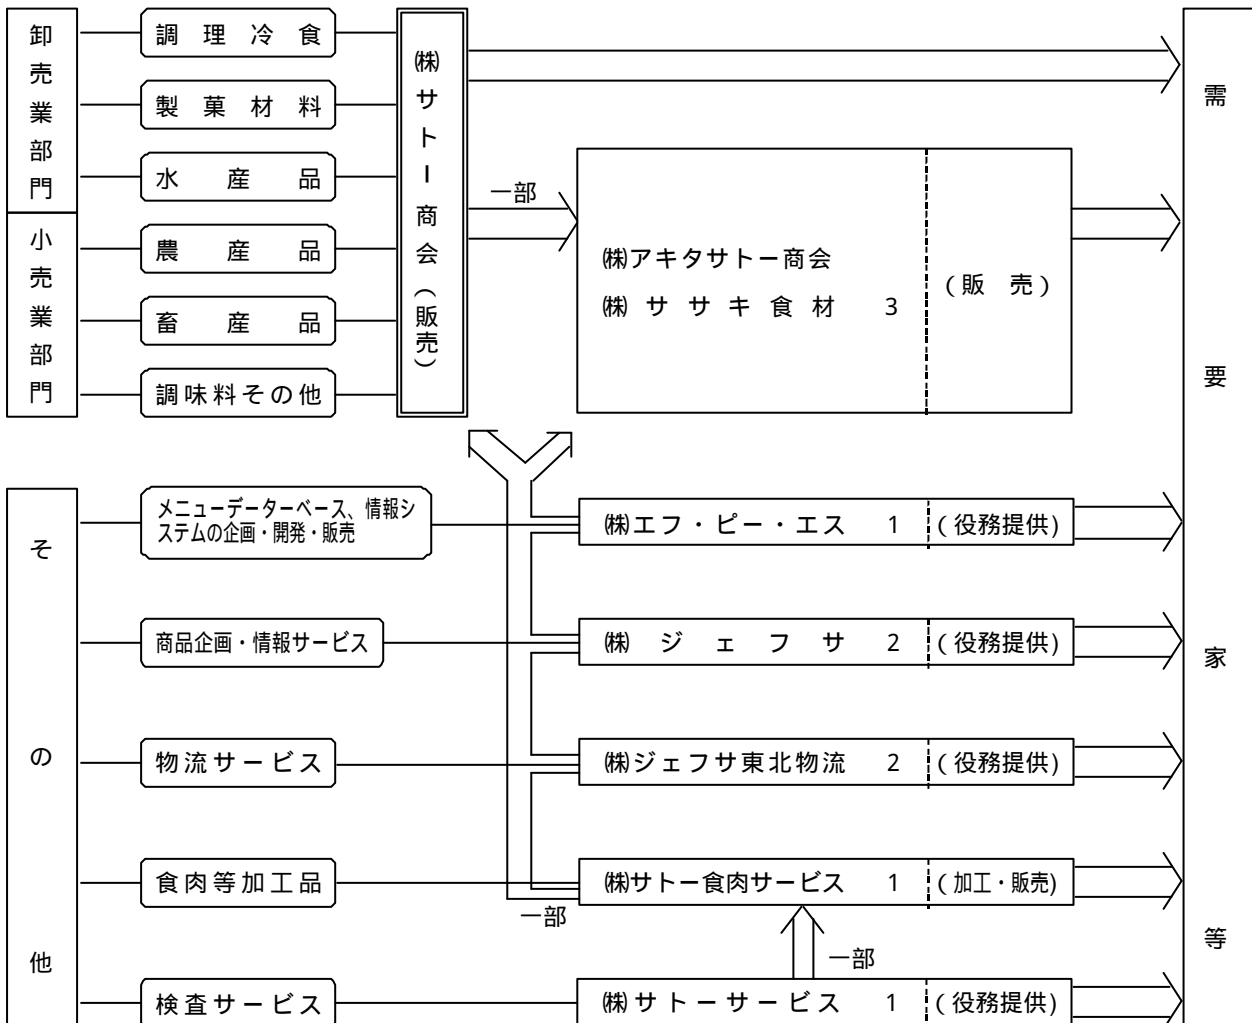 卸売業部門
小売業部門
調理冷食
製菓材料
水産品
農産品
畜産品
調味料その他
㈱サトー商会(販売)
一部
㈱アキタサトー商会
㈱ササキ食材 3
(販売)
需要家等
その他
メニューデーターベース、情報シ
ステムの企画・開発・販売
㈱エフ・ピー・エス 1 (役務提供)
商品企画・情報サービス
㈱ジェフサ 2 (役務提供)
物流サービス
㈱ジェフサ東北物流 2 (役務提供)
食肉等加工品
㈱サトー食肉サービス 1 (加工・販売)
一部
一部
検査サービス
㈱サトーサービス 1 (役務提供)